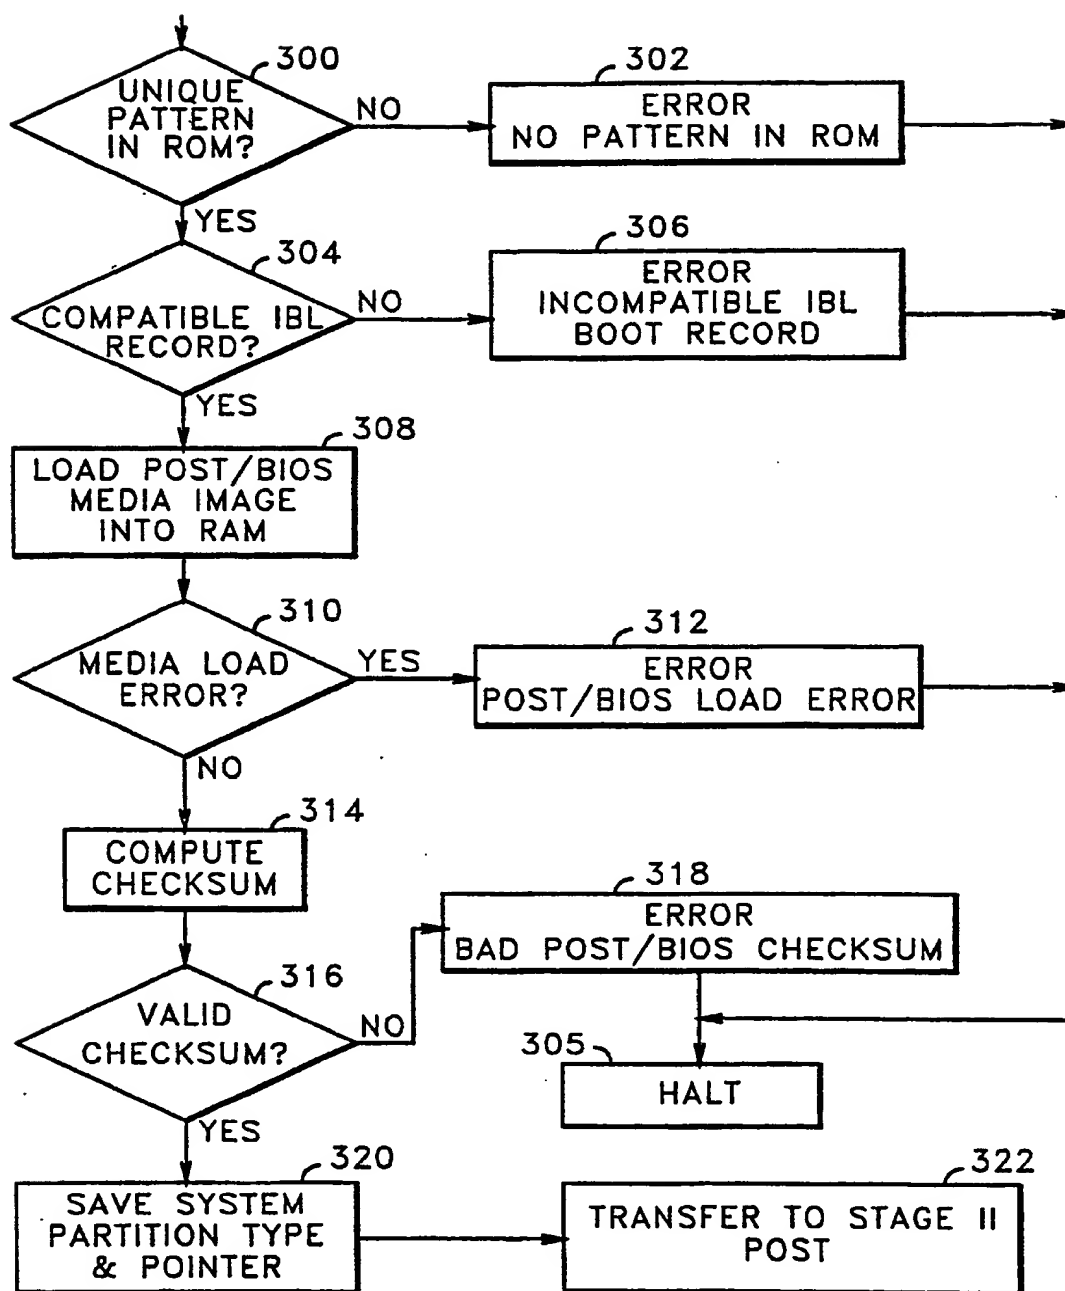 300
UNIQUE
PATTERN
IN ROM?
NO
302
ERROR
NO PATTERN IN ROM
YES
304
COMPATIBLE IBL
RECORD?
NO
306
ERROR
INCOMPATIBLE IBL
BOOT RECORD
YES
308
LOAD POST/BIOS
MEDIA IMAGE
INTO RAM
310
MEDIA LOAD
ERROR?
YES
312
ERROR
POST/BIOS LOAD ERROR
NO
314
COMPUTE
CHECKSUM
316
VALID
CHECKSUM?
NO
318
ERROR
BAD POST/BIOS CHECKSUM
305
HALT
YES
320
SAVE SYSTEM
PARTITION TYPE
& POINTER
322
TRANSFER TO STAGE II
POST